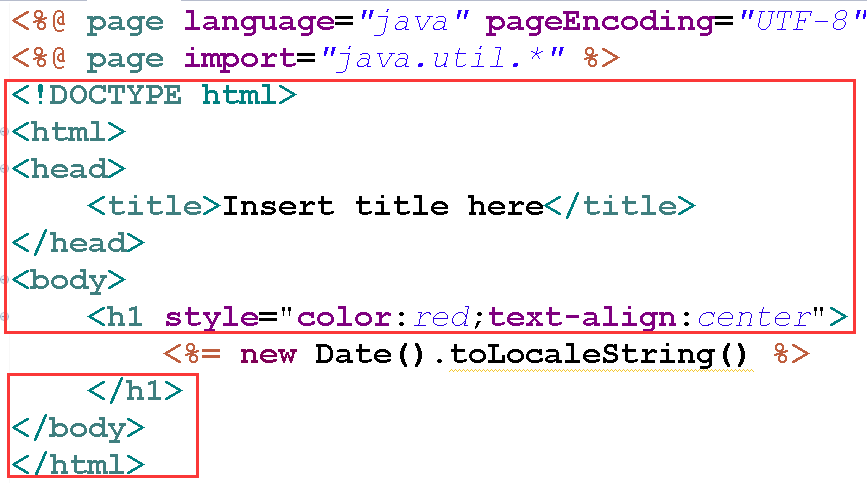 <%@ page language="java" pageEncoding="UTF-8"
<%@ page import="java.util.*" %>
<!DOCTYPE html>
<html>
<head>
    <title>Insert title here</title>
</head>
<body>
    <h1 style="color:red;text-align:center">
        <%= new Date().toLocaleString() %>
    </h1>
</body>
</html>